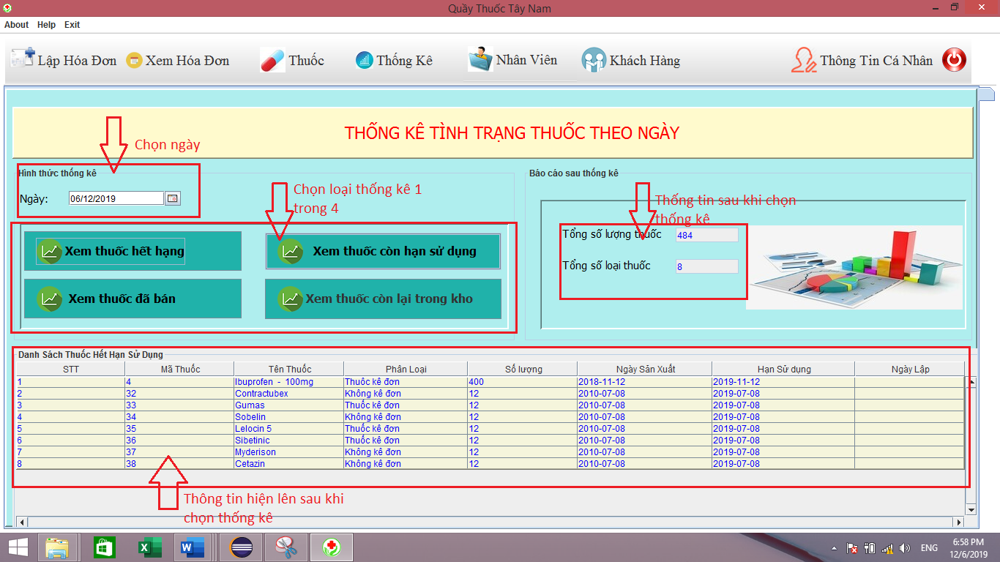 Quầy Thuốc Tây Nam
About Help Exit
Lập Hóa Đơn Xem Hóa Đơn Thuốc Thống Kê Nhân Viên Khách Hàng Thông Tin Cá Nhân
THỐNG KÊ TÌNH TRẠNG THUỐC THEO NGÀY
Chọn ngày
Hình thức thống kê
Ngày: 06/12/2019
Chọn loại thống kê 1
trong 4
Xem thuốc hết hạng Xem thuốc còn hạn sử dụng
Xem thuốc đã bán Xem thuốc còn lại trong kho
Báo cáo sau thống kê
Thống tin sau khi chọn
thống kê
Tổng số lượng thuốc 484
Tổng số loại thuốc 8
Danh Sách Thuốc Hết Hạn Sử Dụng
STT Mã Thuốc Tên Thuốc Phân Loại Số lượng Ngày Sản Xuất Hạn Sử dụng Ngày Lập
1 4 Ibuprofen - 100mg Thuốc kê đơn 400 2018-11-12 2019-11-12
2 32 Contractubex Không kê đơn 12 2010-07-08 2019-07-08
3 33 Gumas Thuốc kê đơn 12 2010-07-08 2019-07-08
4 34 Sobelin Không kê đơn 12 2010-07-08 2019-07-08
5 35 Lelocin 5 Thuốc kê đơn 12 2010-07-08 2019-07-08
6 36 Sibetinic Thuốc kê đơn 12 2010-07-08 2019-07-08
7 37 Myderison Không kê đơn 12 2010-07-08 2019-07-08
8 38 Cetazin Không kê đơn 12 2010-07-08 2019-07-08
Thông tin hiện lên sau khi
chọn thống kê
ENG
6:58 PM
12/6/2019